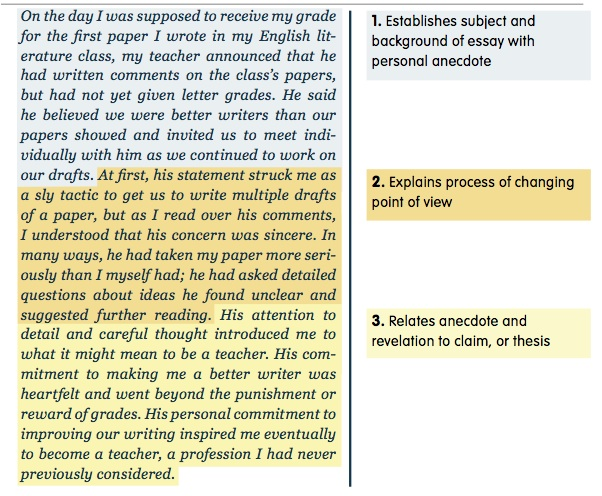 On the day I was supposed to receive my grade
for the first paper I wrote in my English lit-
erature class, my teacher announced that he
had written comments on the class's papers,
but had not yet given letter grades. He said
he believed we were better writers than our
papers showed and invited us to meet indi-
vidually with him as we continued to work on
our drafts. At first, his statement struck me as
a sly tactic to get us to write multiple drafts
of a paper, but as I read over his comments,
I understood that his concern was sincere. In
many ways, he had taken my paper more seri-
ously than I myself had; he had asked detailed
questions about ideas he found unclear and
suggested further reading. His attention to
detail and careful thought introduced me to
what it might mean to be a teacher. His com-
mitment to making me a better writer was
heartfelt and went beyond the punishment or
reward of grades. His personal commitment to
improving our writing inspired me eventually
to become a teacher, a profession I had never
previously considered.
1. Establishes subject and
background of essay with
personal anecdote
2. Explains process of changing
point of view
3. Relates anecdote and
revelation to claim, or thesis